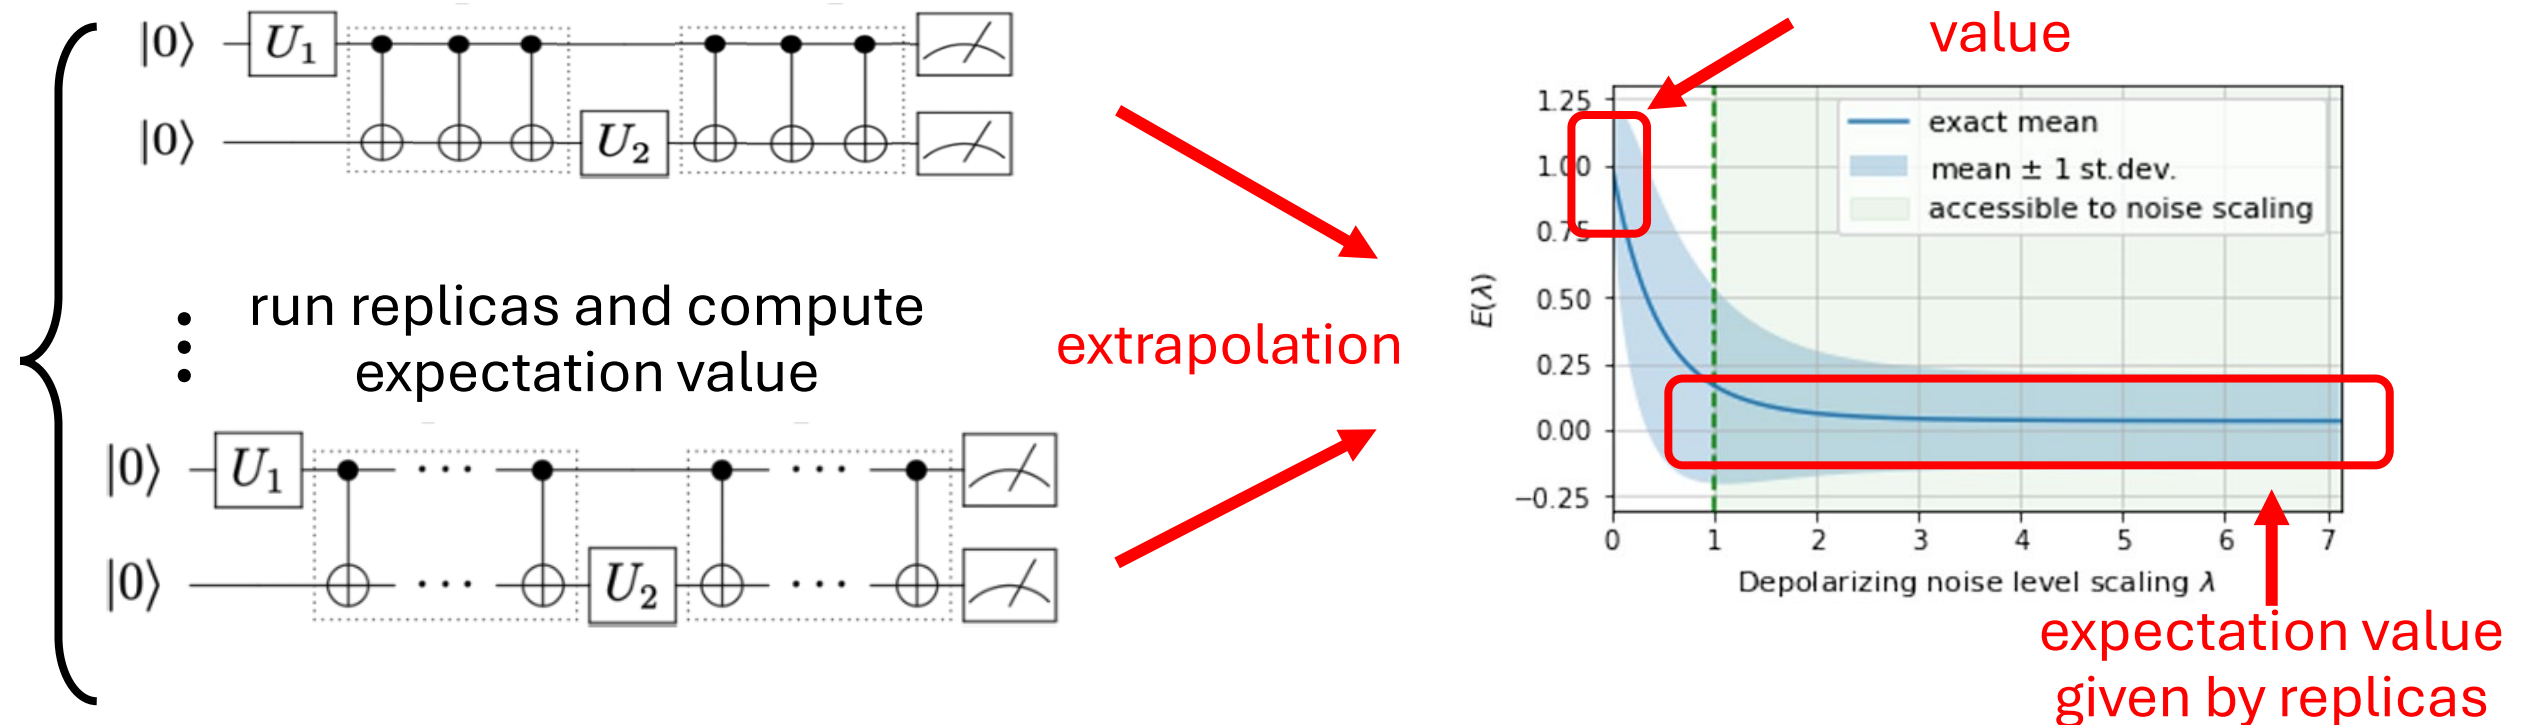 |0⟩ U₁
|0⟩ U₂
run replicas and compute
expectation value
|0⟩ U₁ ... ...
|0⟩ ... U₂ ...
extrapolation
value
1.25
1.00
0.75
0.50
0.25
0.00
−0.25
E(λ)
exact mean
mean ± 1 st.dev.
accessible to noise scaling
0 1 2 3 4 5 6 7
Depolarizing noise level scaling λ
expectation value
given by replicas